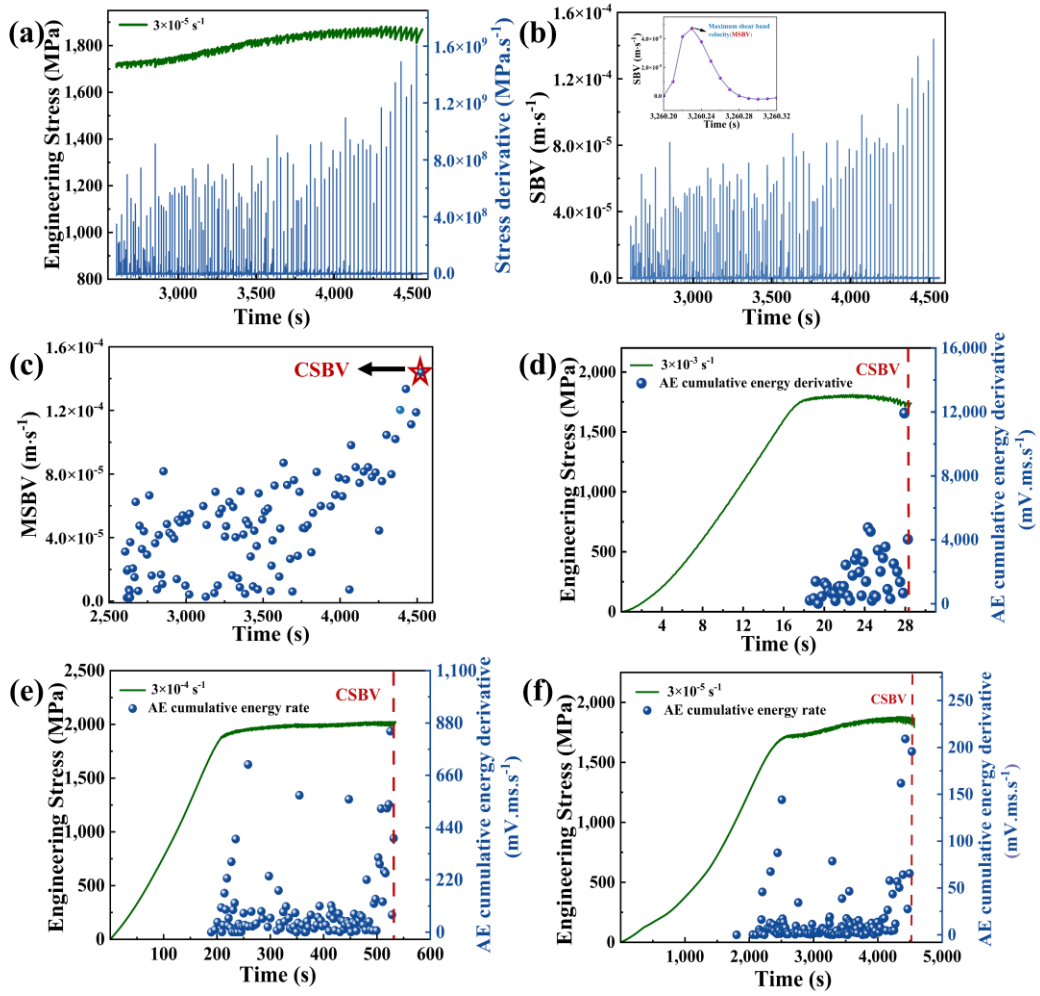 (a)
3×10⁻⁵ s⁻¹
Engineering Stress (MPa)
1,800
1,600
1,400
1,200
1,000
800
Stress derivative (MPa.s)
1.6×10⁹
1.2×10⁹
8.0×10⁸
4.0×10⁸
0.0
3,000
3,500
4,000
4,500
Time (s)
(b)
SBV (m·s⁻¹)
1.6×10⁻⁴
1.2×10⁻⁴
8.0×10⁻⁵
4.0×10⁻⁵
0.0
Maximum shear band
velocity(MSBV)
SBV (m·s⁻¹)
0.0
3,260.20
3,260.24
3,260.28
3,260.32
Time (s)
3,000
3,500
4,000
4,500
Time (s)
(c)
CSBV
MSBV (m·s⁻¹)
1.6×10⁻⁴
1.2×10⁻⁴
8.0×10⁻⁵
4.0×10⁻⁵
0.0
2,500
3,000
3,500
4,000
4,500
Time (s)
(d)
3×10⁻³ s⁻¹
AE cumulative energy derivative
CSBV
Engineering Stress (MPa)
2,000
1,750
1,500
1,250
1,000
750
500
250
0
AE cumulative energy derivative
(mV.ms.s⁻¹)
16,000
12,000
8,000
4,000
0
4
8
12
16
20
24
28
Time (s)
(e)
3×10⁻⁴ s⁻¹
AE cumulative energy rate
CSBV
Engineering Stress (MPa)
2,500
2,000
1,500
1,000
500
0
AE cumulative energy derivative
(mV.ms.s⁻¹)
1,100
880
660
440
220
0
0
100
200
300
400
500
600
Time (s)
(f)
3×10⁻⁵ s⁻¹
AE cumulative energy rate
CSBV
Engineering Stress (MPa)
2,000
1,500
1,000
500
0
AE cumulative energy derivative
(mV.ms.s⁻¹)
250
200
150
100
50
0
1,000
2,000
3,000
4,000
5,000
Time (s)